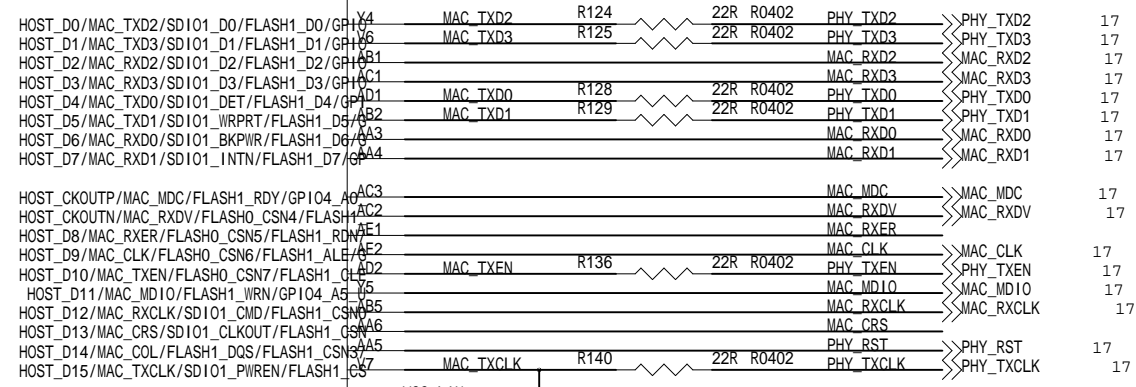 HOST_D0/MAC_TXD2/SDIO1_D0/FLASH1_D0/GPIO Y4 MAC_TXD2 R124 22R R0402 PHY_TXD2 PHY_TXD2 17
HOST_D1/MAC_TXD3/SDIO1_D1/FLASH1_D1/GPIO Y6 MAC_TXD3 R125 22R R0402 PHY_TXD3 PHY_TXD3 17
HOST_D2/MAC_RXD2/SDIO1_D2/FLASH1_D2/GPIO AB1 MAC_RXD2 MAC_RXD2 17
HOST_D3/MAC_RXD3/SDIO1_D3/FLASH1_D3/GPIO AC1 MAC_RXD3 MAC_RXD3 17
HOST_D4/MAC_TXD0/SDIO1_DET/FLASH1_D4/GPI AD1 MAC_TXD0 R128 22R R0402 PHY_TXD0 PHY_TXD0 17
HOST_D5/MAC_TXD1/SDIO1_WRPRT/FLASH1_D5/G AB2 MAC_TXD1 R129 22R R0402 PHY_TXD1 PHY_TXD1 17
HOST_D6/MAC_RXD0/SDIO1_BKPWR/FLASH1_D6/G AA3 MAC_RXD0 MAC_RXD0 17
HOST_D7/MAC_RXD1/SDIO1_INTN/FLASH1_D7/GP AA4 MAC_RXD1 MAC_RXD1 17
HOST_CKOUTP/MAC_MDC/FLASH1_RDY/GPIO4_A0 AC3 MAC_MDC MAC_MDC 17
HOST_CKOUTN/MAC_RXDV/FLASH0_CSN4/FLASH1 AC2 MAC_RXDV MAC_RXDV 17
HOST_D8/MAC_RXER/FLASH0_CSN5/FLASH1_RDN AE1 MAC_RXER
HOST_D9/MAC_CLK/FLASH0_CSN6/FLASH1_ALE/G AE2 MAC_CLK MAC_CLK 17
HOST_D10/MAC_TXEN/FLASH0_CSN7/FLASH1_CLE AD2 MAC_TXEN R136 22R R0402 PHY_TXEN PHY_TXEN 17
HOST_D11/MAC_MDIO/FLASH1_WRN/GPIO4_A5_U Y5 MAC_MDIO MAC_MDIO 17
HOST_D12/MAC_RXCLK/SDIO1_CMD/FLASH1_CSN0 AB5 MAC_RXCLK MAC_RXCLK 17
HOST_D13/MAC_CRS/SDIO1_CLKOUT/FLASH1_CSN AA6 MAC_CRS
HOST_D14/MAC_COL/FLASH1_DQS/FLASH1_CSN3/ AA5 PHY_RST PHY_RST 17
HOST_D15/MAC_TXCLK/SDIO1_PWREN/FLASH1_CS Y7 MAC_TXCLK R140 22R R0402 PHY_TXCLK PHY_TXCLK 17